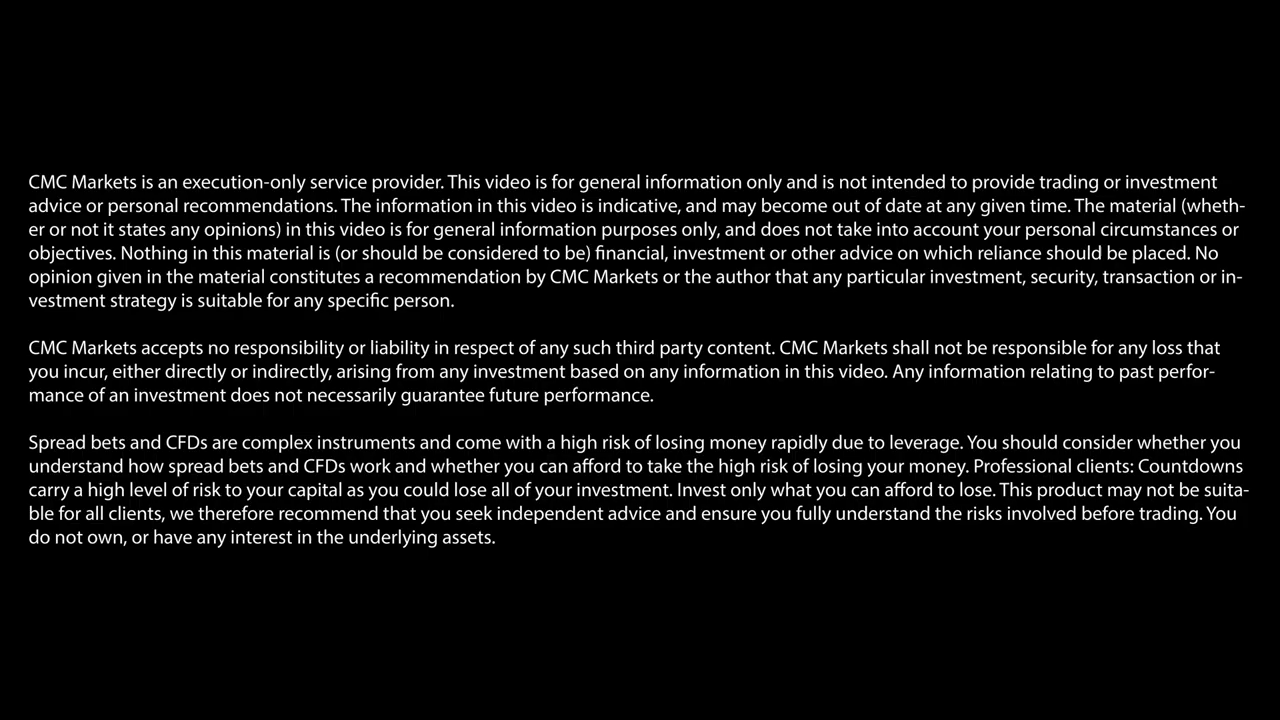 CMC Markets is an execution-only service provider. This video is for general information only and is not intended to provide trading or investment
advice or personal recommendations. The information in this video is indicative, and may become out of date at any given time. The material (wheth-
er or not it states any opinions) in this video is for general information purposes only, and does not take into account your personal circumstances or
objectives. Nothing in this material is (or should be considered to be) financial, investment or other advice on which reliance should be placed. No
opinion given in the material constitutes a recommendation by CMC Markets or the author that any particular investment, security, transaction or in-
vestment strategy is suitable for any specific person.
CMC Markets accepts no responsibility or liability in respect of any such third party content. CMC Markets shall not be responsible for any loss that
you incur, either directly or indirectly, arising from any investment based on any information in this video. Any information relating to past perfor-
mance of an investment does not necessarily guarantee future performance.
Spread bets and CFDs are complex instruments and come with a high risk of losing money rapidly due to leverage. You should consider whether you
understand how spread bets and CFDs work and whether you can afford to take the high risk of losing your money. Professional clients: Countdowns
carry a high level of risk to your capital as you could lose all of your investment. Invest only what you can afford to lose. This product may not be suita-
ble for all clients, we therefore recommend that you seek independent advice and ensure you fully understand the risks involved before trading. You
do not own, or have any interest in the underlying assets.